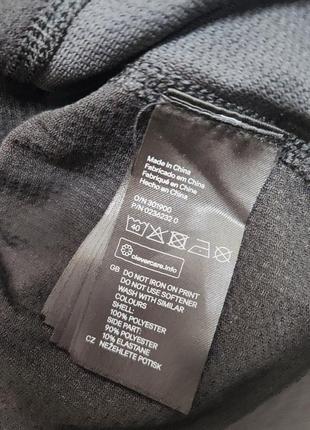 Made in China
Fabricado em China
Fabriqué en Chine
Hecho en China
O/N 301900
P/N 0236232 0
40
clevercare.info
GB DO NOT IRON ON PRINT
DO NOT USE SOFTENER
WASH WITH SIMILAR
COLOURS
SHELL:
100% POLYESTER
SIDE PART:
90% POLYESTER
10% ELASTANE
CZ NEŽEHLETE POTISK